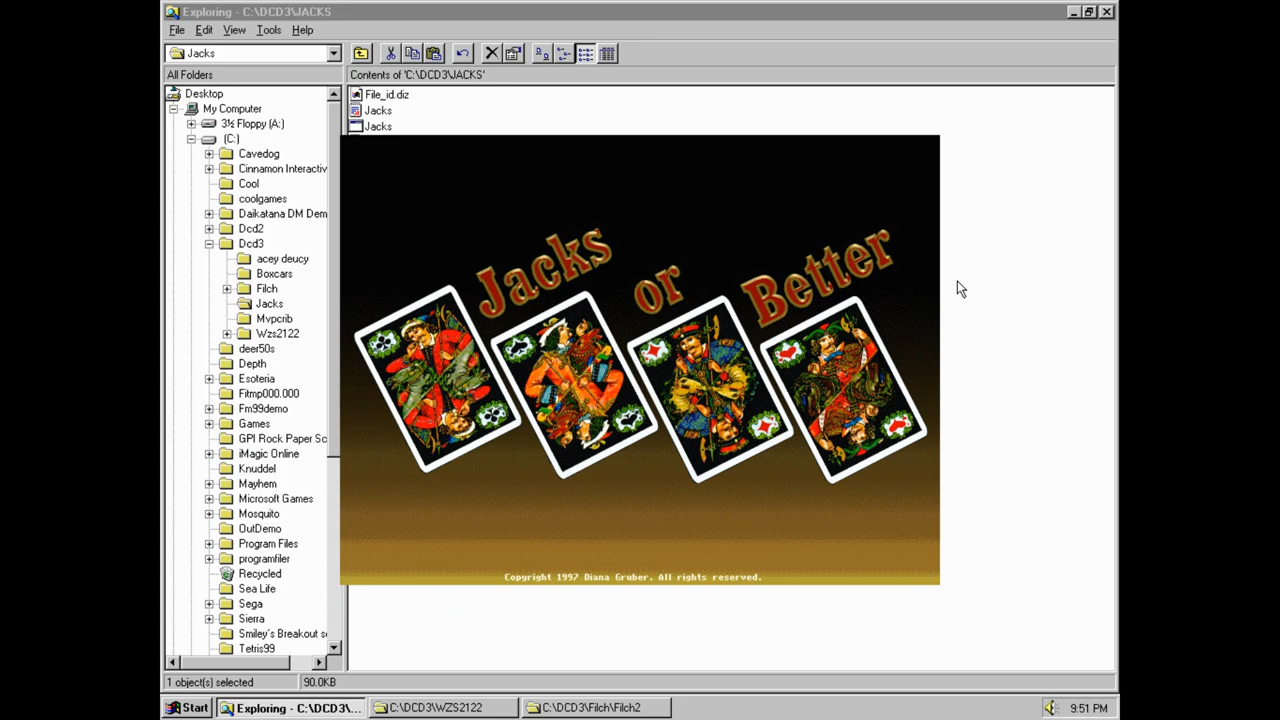 Exploring - C:\DCD3\JACKS
File Edit View Tools Help
Jacks
All Folders
Contents of 'C:\DCD3\JACKS'
Desktop
My Computer
3½ Floppy (A:)
(C:)
Cavedog
Cinnamon Interactiv
Cool
coolgames
Daikatana DM Dem
Dcd2
Dcd3
acey deucy
Boxcars
Filch
Jacks
Mvpcrib
Wzs2122
deer50s
Depth
Esoteria
Fitmp000.000
Fm99demo
Games
GPI Rock Paper Sc
iMagic Online
Knuddel
Mayhem
Microsoft Games
Mosquito
OutDemo
Program Files
programfiler
Recycled
Sea Life
Sega
Sierra
Smiley's Breakout s
Tetris99
File_id.diz
Jacks
Jacks
Jacks or Better
Copyright 1997 Diana Gruber. All rights reserved.
1 object(s) selected
90.0KB
Start
Exploring - C:\DCD3\...
C:\DCD3\WZS2122
C:\DCD3\Filch\Filch2
9:51 PM